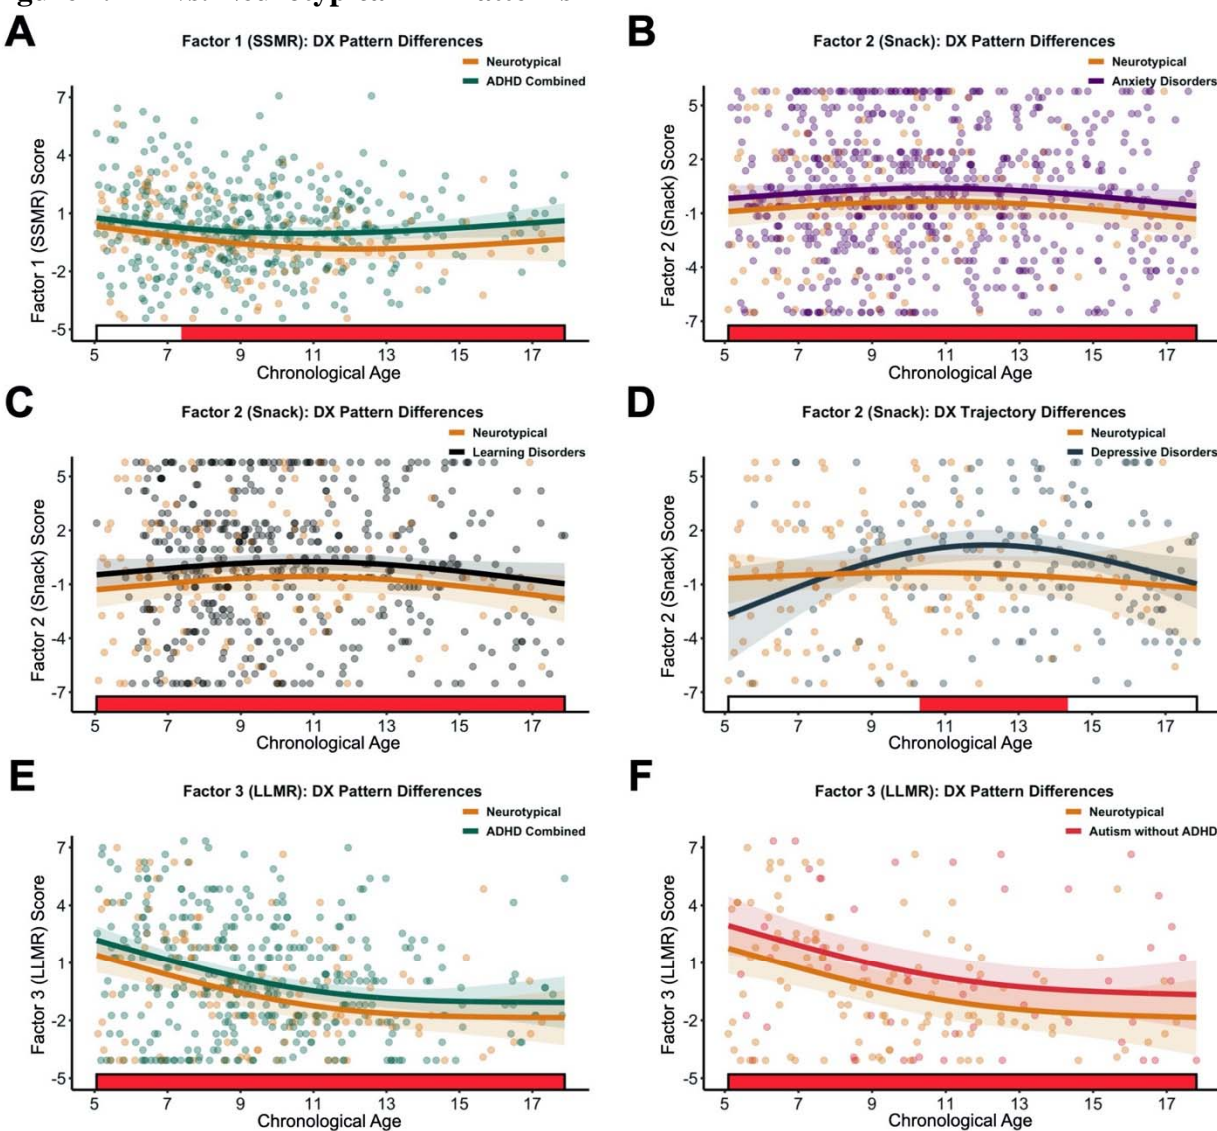 A
Factor 1 (SSMR): DX Pattern Differences
Neurotypical
ADHD Combined
Factor 1 (SSMR) Score
7
4
1
-2
-5
5 7 9 11 13 15 17
Chronological Age
B
Factor 2 (Snack): DX Pattern Differences
Neurotypical
Anxiety Disorders
Factor 2 (Snack) Score
5
2
-1
-4
-7
5 7 9 11 13 15 17
Chronological Age
C
Factor 2 (Snack): DX Pattern Differences
Neurotypical
Learning Disorders
Factor 2 (Snack) Score
5
2
-1
-4
-7
5 7 9 11 13 15 17
Chronological Age
D
Factor 2 (Snack): DX Trajectory Differences
Neurotypical
Depressive Disorders
Factor 2 (Snack) Score
5
2
-1
-4
-7
5 7 9 11 13 15 17
Chronological Age
E
Factor 3 (LLMR): DX Pattern Differences
Neurotypical
ADHD Combined
Factor 3 (LLMR) Score
7
4
1
-2
-5
5 7 9 11 13 15 17
Chronological Age
F
Factor 3 (LLMR): DX Pattern Differences
Neurotypical
Autism without ADHD
Factor 3 (LLMR) Score
7
4
1
-2
-5
5 7 9 11 13 15 17
Chronological Age